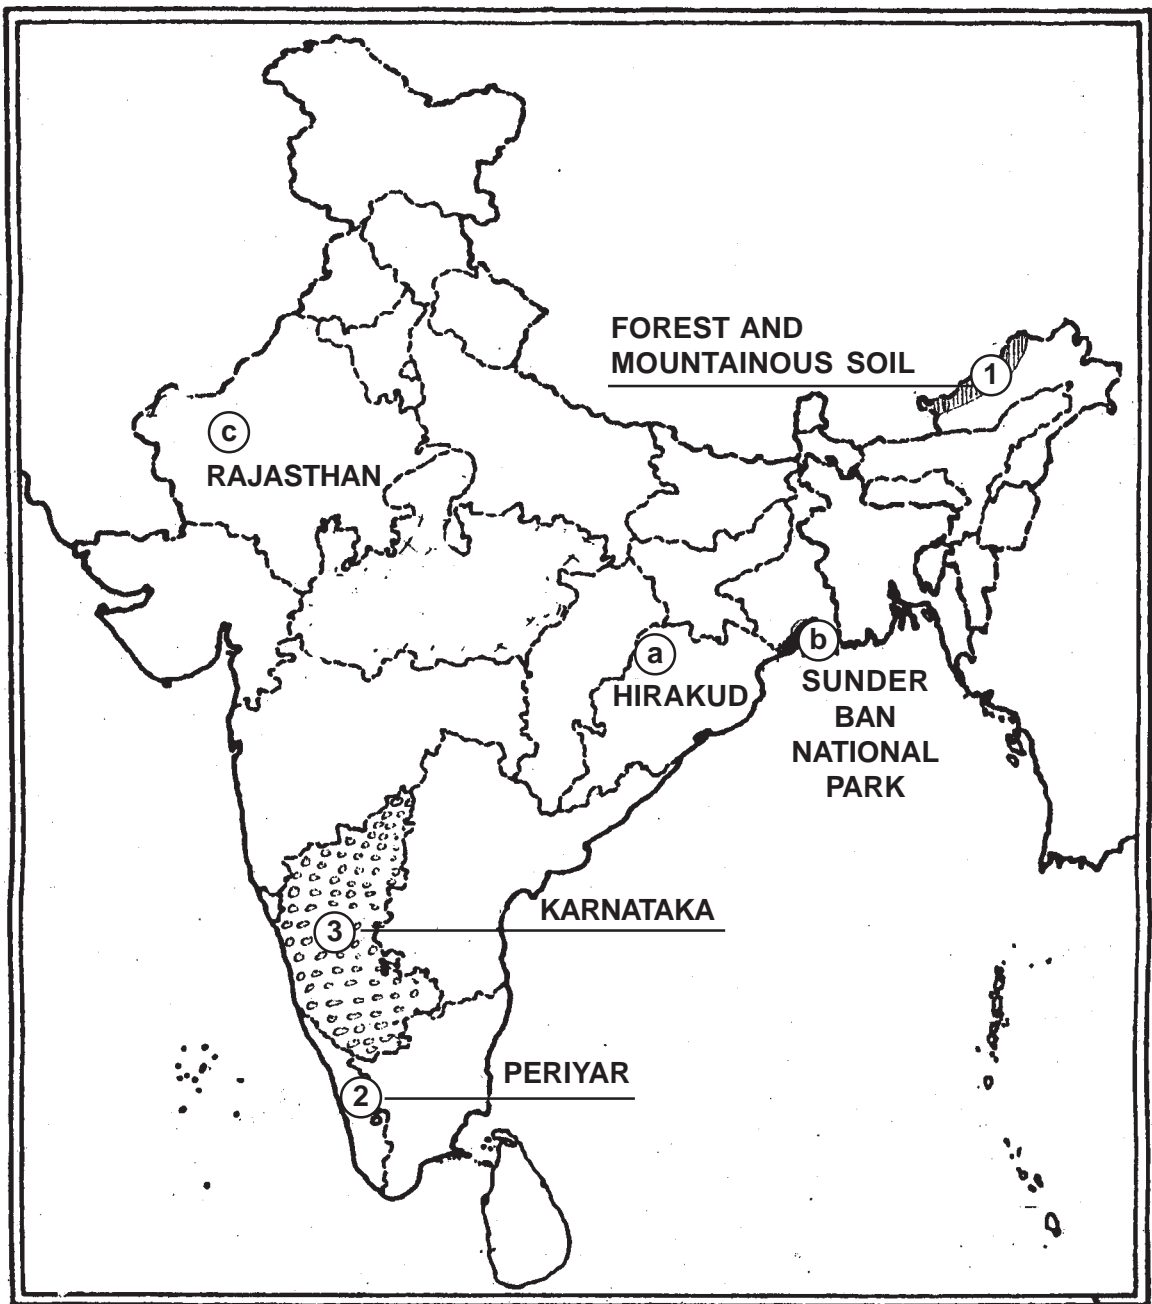 FOREST AND
MOUNTAINOUS SOIL
1
c
RAJASTHAN
a
HIRAKUD
b
SUNDER
BAN
NATIONAL
PARK
KARNATAKA
3
PERIYAR
2